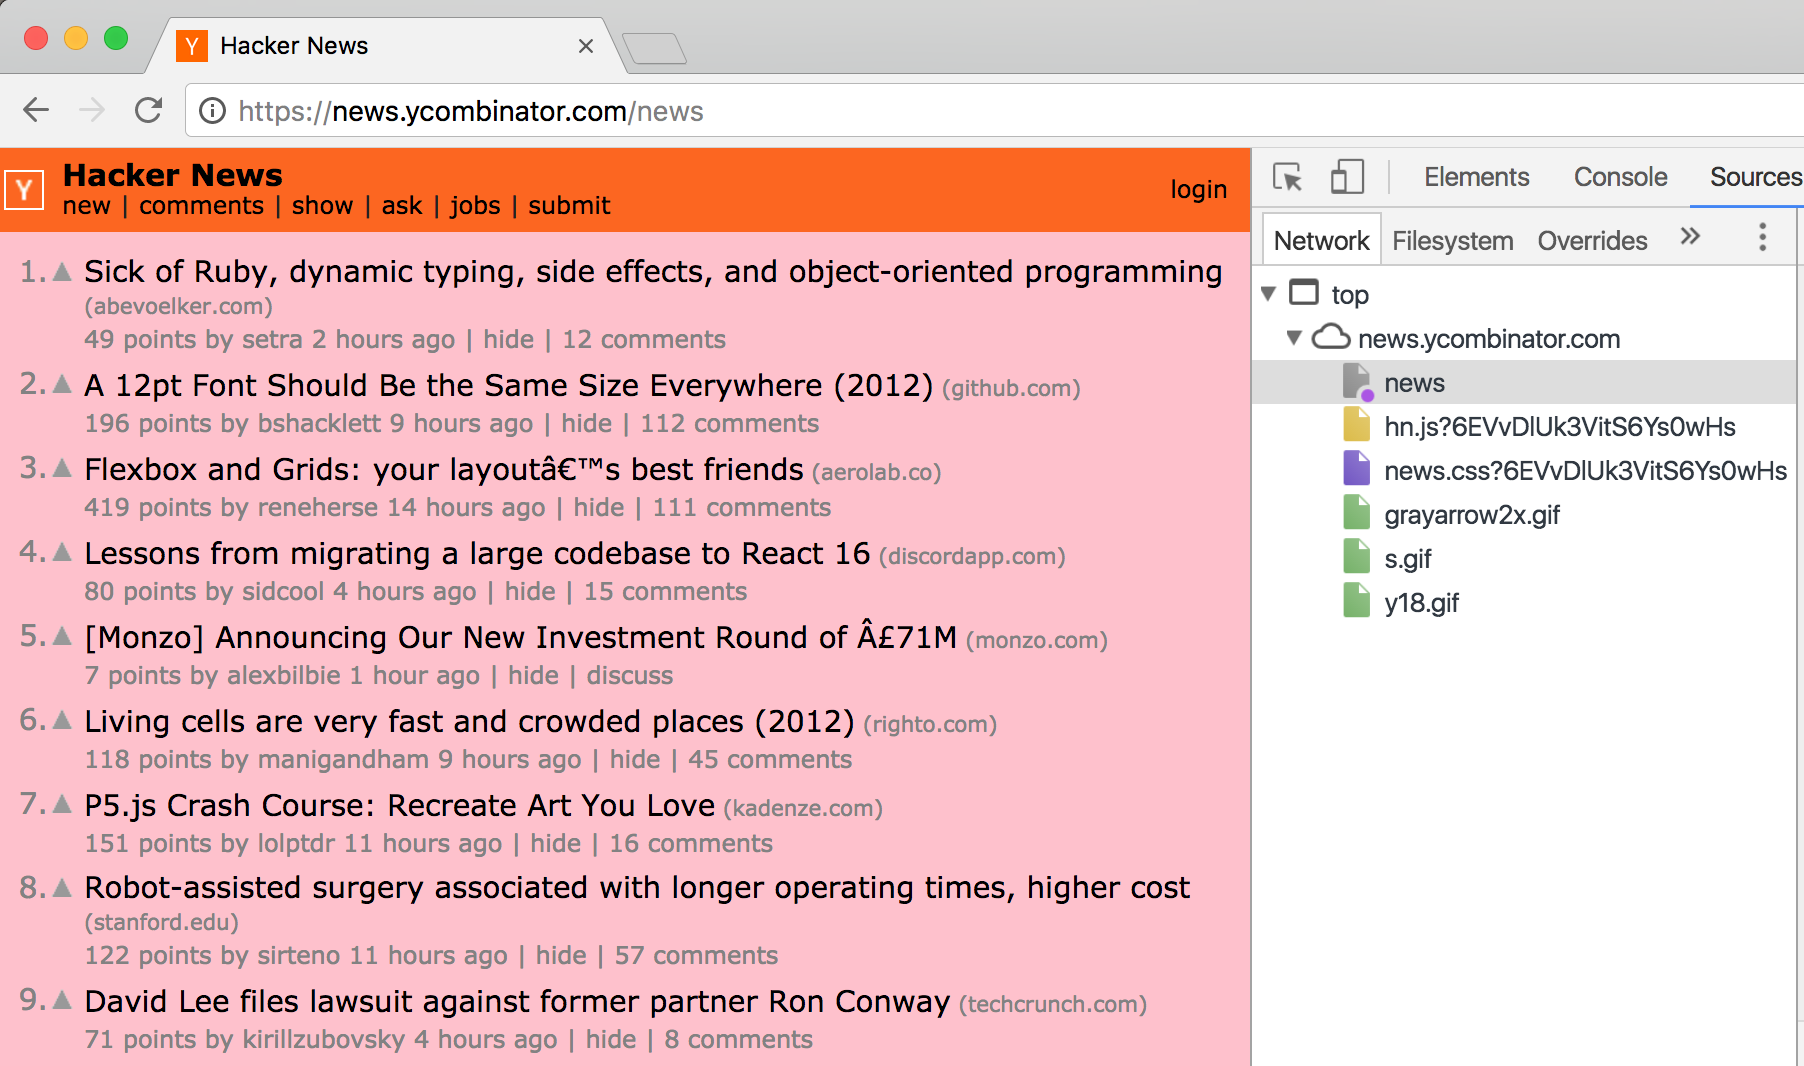 Y Hacker News
https://news.ycombinator.com/news
Y
Hacker News
new | comments | show | ask | jobs | submit
login
1. Sick of Ruby, dynamic typing, side effects, and object-oriented programming
(abevoelker.com)
49 points by setra 2 hours ago | hide | 12 comments
2. A 12pt Font Should Be the Same Size Everywhere (2012) (github.com)
196 points by bshacklett 9 hours ago | hide | 112 comments
3. Flexbox and Grids: your layoutâ€™s best friends (aerolab.co)
419 points by reneherse 14 hours ago | hide | 111 comments
4. Lessons from migrating a large codebase to React 16 (discordapp.com)
80 points by sidcool 4 hours ago | hide | 15 comments
5. [Monzo] Announcing Our New Investment Round of Â£71M (monzo.com)
7 points by alexbilbie 1 hour ago | hide | discuss
6. Living cells are very fast and crowded places (2012) (righto.com)
118 points by manigandham 9 hours ago | hide | 45 comments
7. P5.js Crash Course: Recreate Art You Love (kadenze.com)
151 points by lolptdr 11 hours ago | hide | 16 comments
8. Robot-assisted surgery associated with longer operating times, higher cost
(stanford.edu)
122 points by sirteno 11 hours ago | hide | 57 comments
9. David Lee files lawsuit against former partner Ron Conway (techcrunch.com)
71 points by kirillzubovsky 4 hours ago | hide | 8 comments
Elements Console Sources
Network Filesystem Overrides
top
news.ycombinator.com
news
hn.js?6EVvDlUk3VitS6Ys0wHs
news.css?6EVvDlUk3VitS6Ys0wHs
grayarrow2x.gif
s.gif
y18.gif